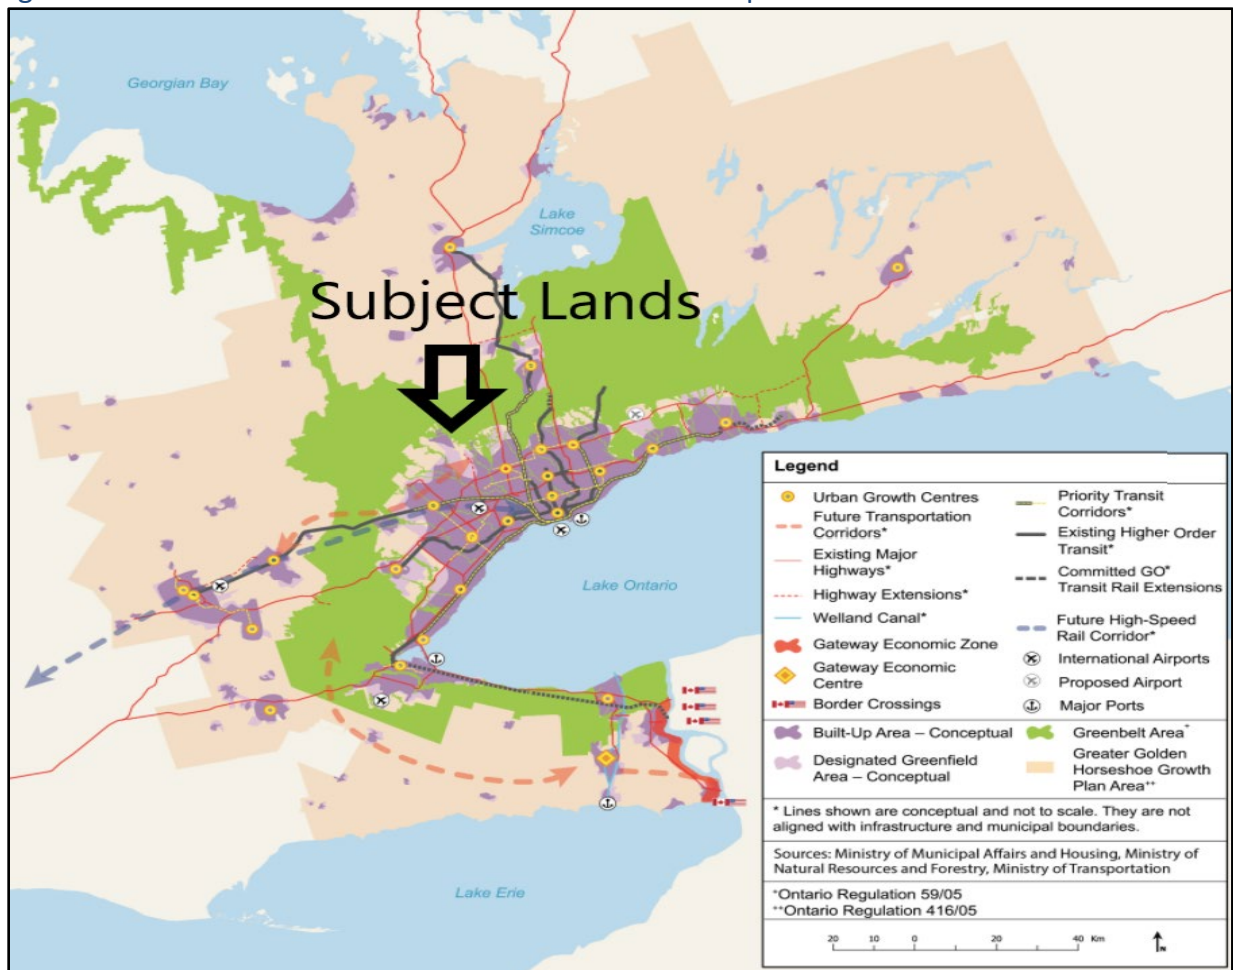 Georgian Bay
Lake
Simcoe
Subject Lands
Lake Ontario
Lake Erie
Legend
Urban Growth Centres
Future Transportation
Corridors*
Existing Major
Highways*
Highway Extensions*
Welland Canal*
Gateway Economic Zone
Gateway Economic
Centre
Border Crossings
Priority Transit
Corridors*
Existing Higher Order
Transit*
Committed GO*
Transit Rail Extensions
Future High-Speed
Rail Corridor*
International Airports
Proposed Airport
Major Ports
Built-Up Area – Conceptual
Designated Greenfield
Area – Conceptual
Greenbelt Area+
Greater Golden
Horseshoe Growth
Plan Area++
* Lines shown are conceptual and not to scale. They are not
aligned with infrastructure and municipal boundaries.
Sources: Ministry of Municipal Affairs and Housing, Ministry of
Natural Resources and Forestry, Ministry of Transportation
+Ontario Regulation 59/05
++Ontario Regulation 416/05
20 10 0 20 40 Km
N